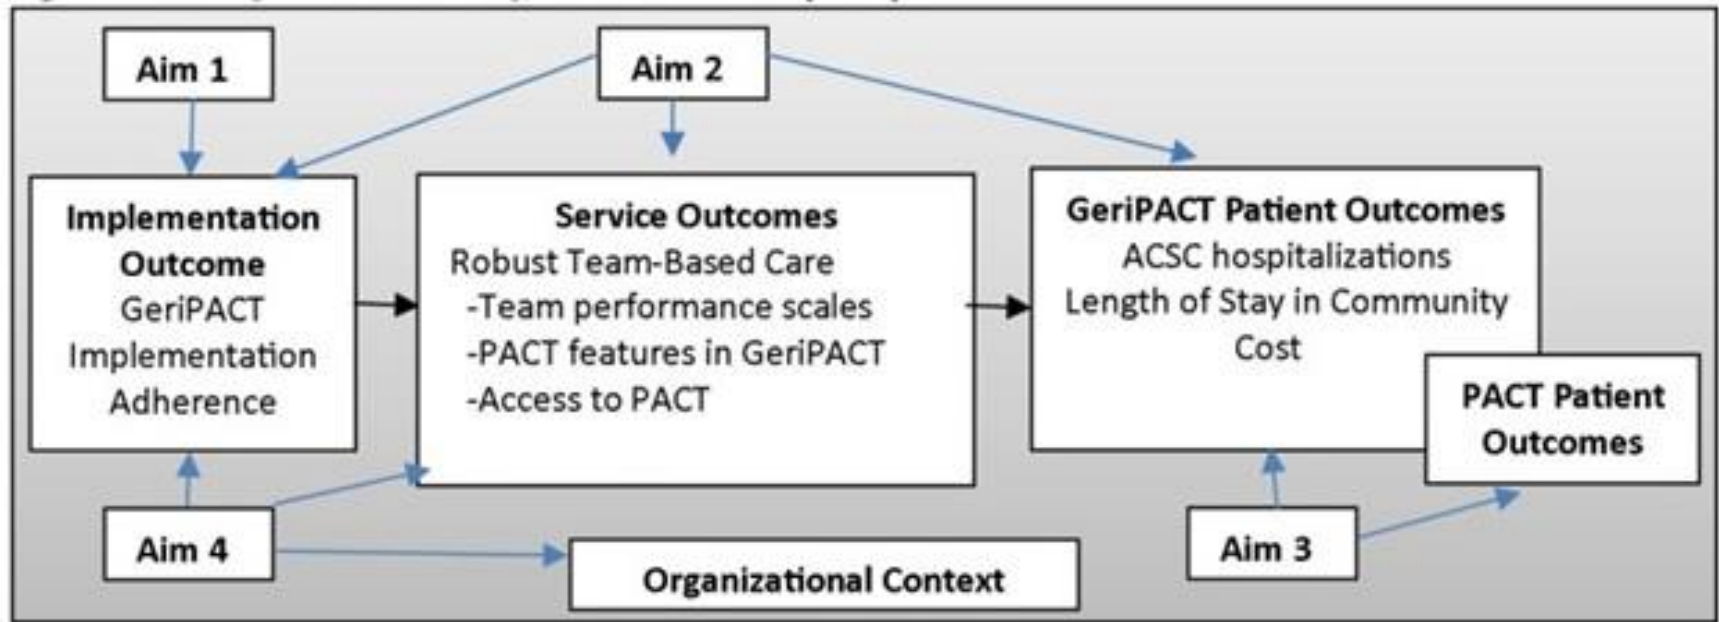 Aim 1
Aim 2
Implementation
Outcome
GeriPACT
Implementation
Adherence
Service Outcomes
Robust Team-Based Care
-Team performance scales
-PACT features in GeriPACT
-Access to PACT
GeriPACT Patient Outcomes
ACSC hospitalizations
Length of Stay in Community
Cost
PACT Patient
Outcomes
Aim 4
Organizational Context
Aim 3